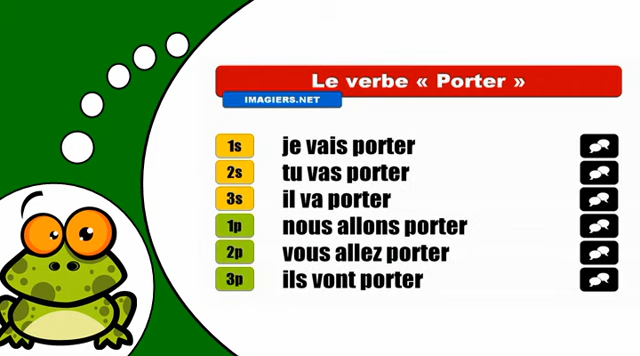 Le verbe « Porter »
IMAGIERS.NET
1s je vais porter
2s tu vas porter
3s il va porter
1p nous allons porter
2p vous allez porter
3p ils vont porter